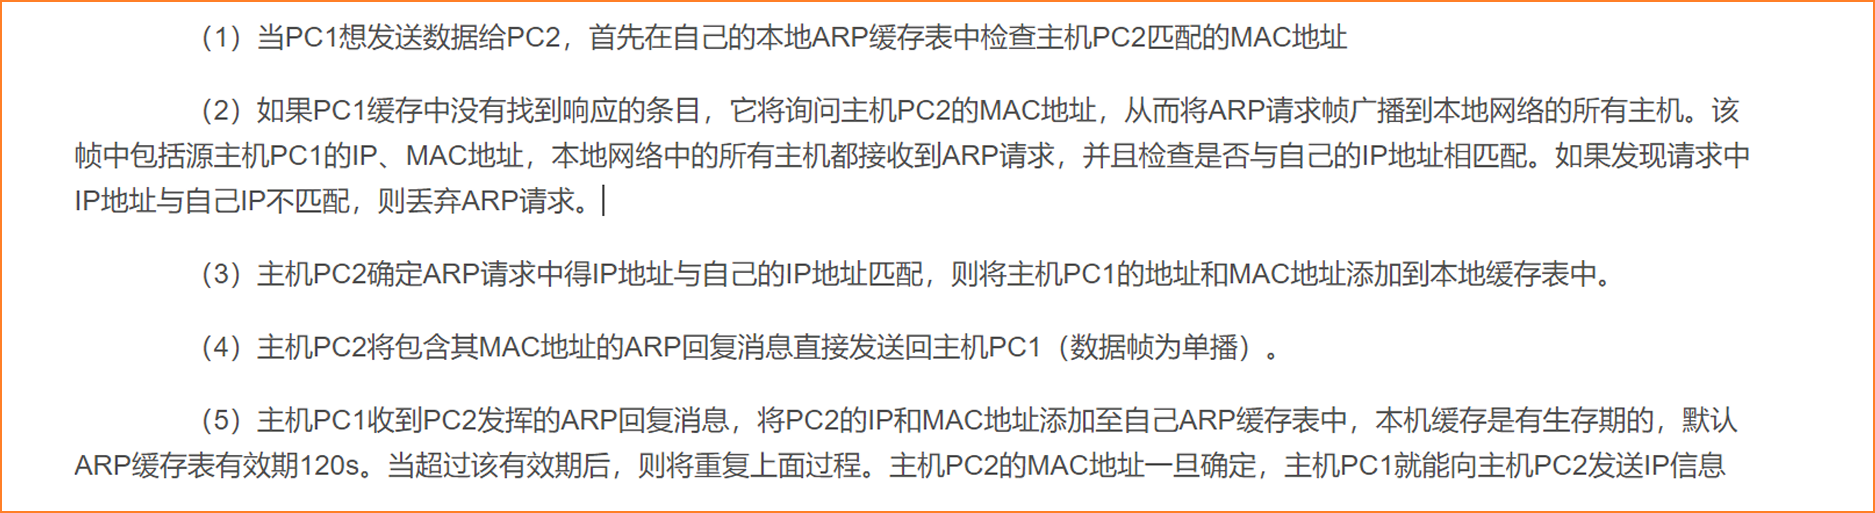 （1）当PC1想发送数据给PC2，首先在自己的本地ARP缓存表中检查主机PC2匹配的MAC地址
（2）如果PC1缓存中没有找到响应的条目，它将询问主机PC2的MAC地址，从而将ARP请求帧广播到本地网络的所有主机。该
帧中包括源主机PC1的IP、MAC地址，本地网络中的所有主机都接收到ARP请求，并且检查是否与自己的IP地址相匹配。如果发现请求中
IP地址与自己IP不匹配，则丢弃ARP请求。
（3）主机PC2确定ARP请求中得IP地址与自己的IP地址匹配，则将主机PC1的地址和MAC地址添加到本地缓存表中。
（4）主机PC2将包含其MAC地址的ARP回复消息直接发送回主机PC1（数据帧为单播）。
（5）主机PC1收到PC2发挥的ARP回复消息，将PC2的IP和MAC地址添加至自己ARP缓存表中，本机缓存是有生存期的，默认
ARP缓存表有效期120s。当超过该有效期后，则将重复上面过程。主机PC2的MAC地址一旦确定，主机PC1就能向主机PC2发送IP信息